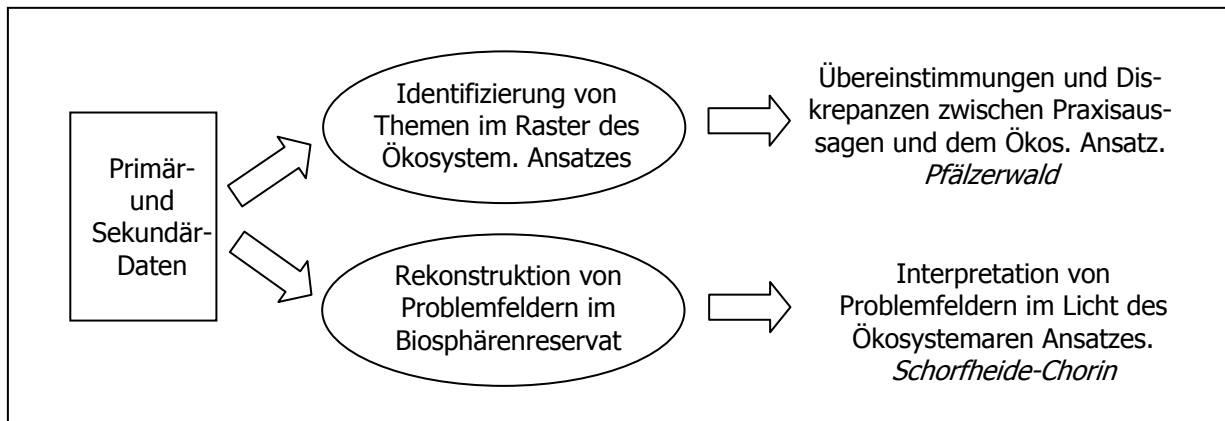 Primär-
und
Sekundär-
Daten
Identifizierung von
Themen im Raster des
Ökosystem. Ansatzes
Übereinstimmungen und Dis-
krepanzen zwischen Praxisaus-
sagen und dem Ökos. Ansatz.
Pfälzerwald
Rekonstruktion von
Problemfeldern im
Biosphärenreservat
Interpretation von
Problemfeldern im Licht des
Ökosystemaren Ansatzes.
Schorfheide-Chorin